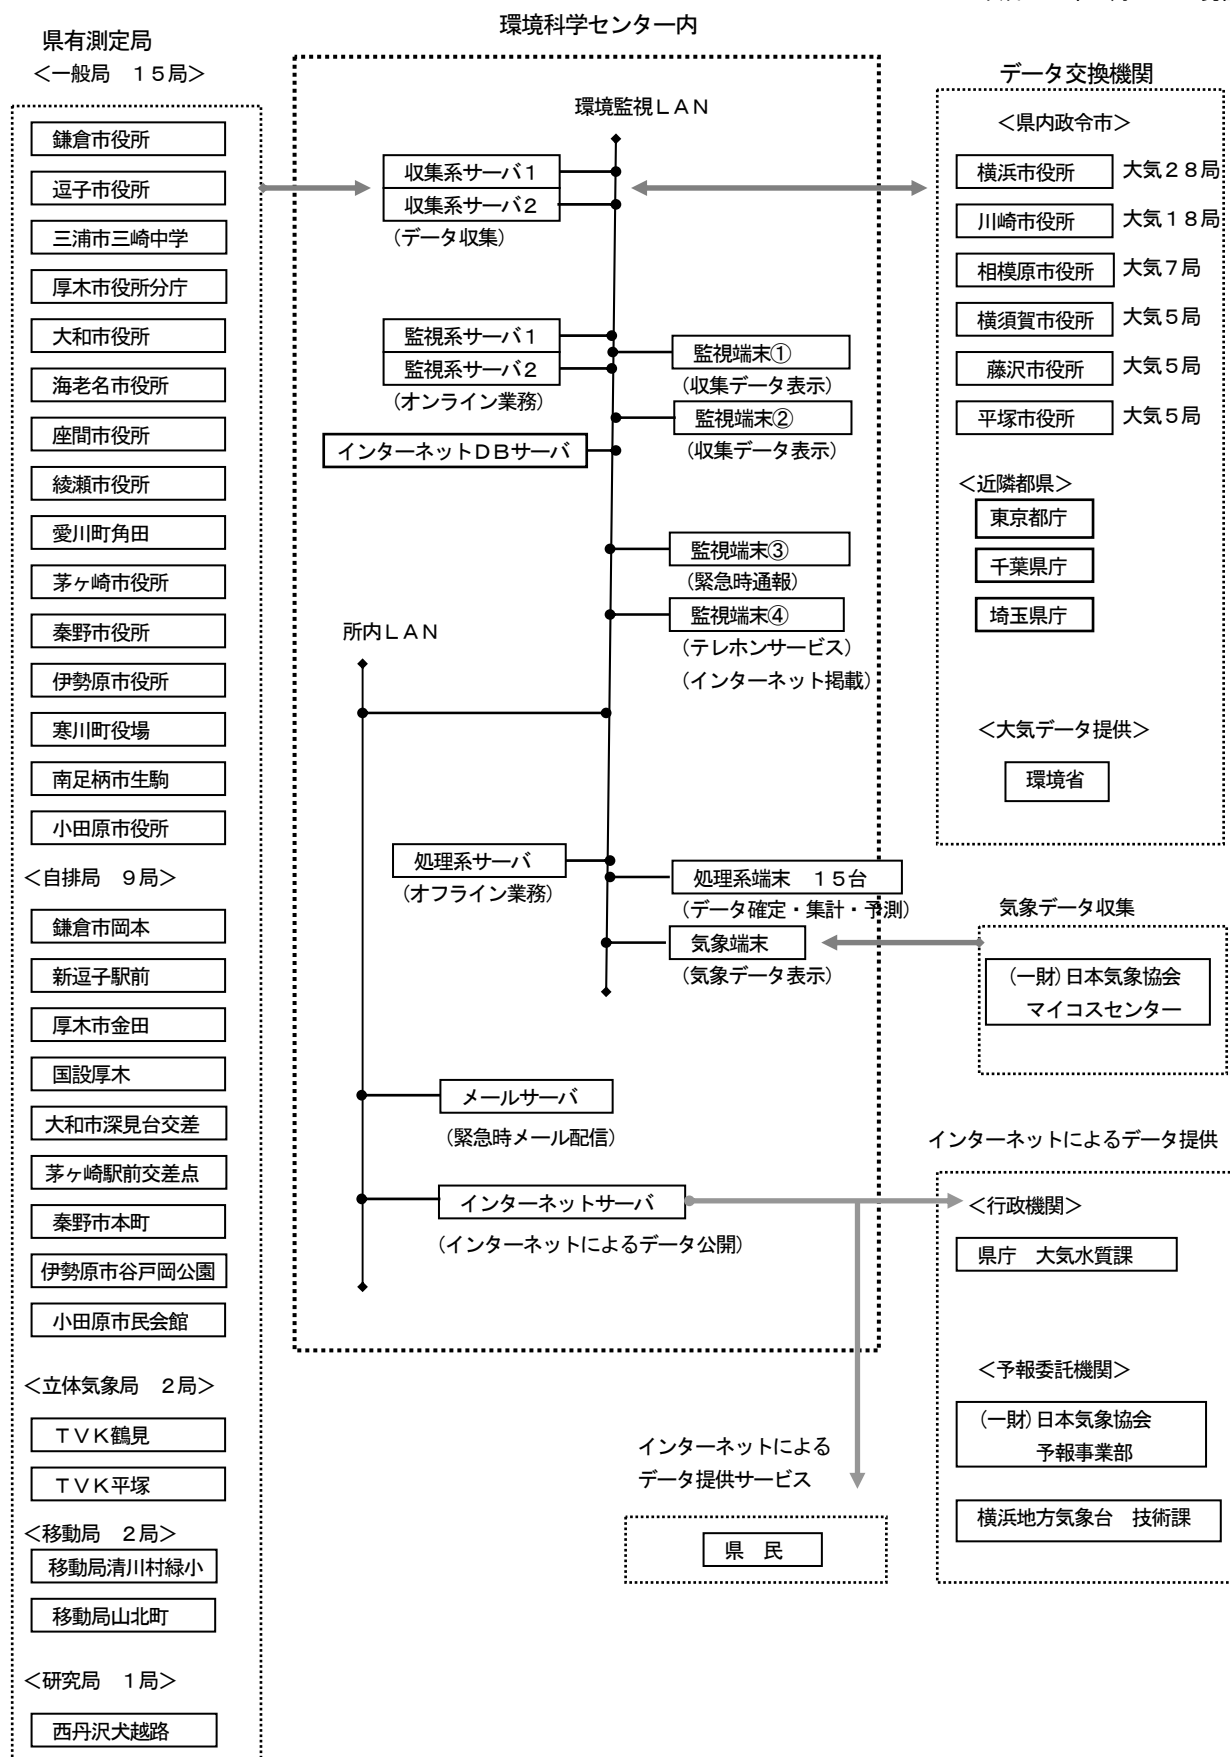 環境科学センター内
県有測定局
＜一般局　１５局＞
鎌倉市役所
逗子市役所
三浦市三崎中学
厚木市役所分庁
大和市役所
海老名市役所
座間市役所
綾瀬市役所
愛川町角田
茅ヶ崎市役所
秦野市役所
伊勢原市役所
寒川町役場
南足柄市生駒
小田原市役所
＜自排局　９局＞
鎌倉市岡本
新逗子駅前
厚木市金田
国設厚木
大和市深見台交差
茅ヶ崎駅前交差点
秦野市本町
伊勢原市谷戸岡公園
小田原市民会館
＜立体気象局　２局＞
ＴＶＫ鶴見
ＴＶＫ平塚
＜移動局　２局＞
移動局清川村緑小
移動局山北町
＜研究局　１局＞
西丹沢犬越路
環境監視ＬＡＮ
収集系サーバ１
収集系サーバ２
(データ収集)
監視系サーバ１
監視系サーバ２
(オンライン業務)
インターネットＤＢサーバ
監視端末①
(収集データ表示)
監視端末②
(収集データ表示)
監視端末③
(緊急時通報)
監視端末④
(テレホンサービス)
(インターネット掲載)
所内ＬＡＮ
処理系サーバ
(オフライン業務)
処理系端末　１５台
(データ確定・集計・予測)
気象端末
(気象データ表示)
メールサーバ
(緊急時メール配信)
インターネットサーバ
(インターネットによるデータ公開)
インターネットによる
データ提供サービス
県　民
データ交換機関
＜県内政令市＞
横浜市役所　大気２８局
川崎市役所　大気１８局
相模原市役所　大気７局
横須賀市役所　大気５局
藤沢市役所　大気５局
平塚市役所　大気５局
＜近隣都県＞
東京都庁
千葉県庁
埼玉県庁
＜大気データ提供＞
環境省
気象データ収集
(一財)日本気象協会
マイコスセンター
インターネットによるデータ提供
＜行政機関＞
県庁　大気水質課
＜予報委託機関＞
(一財)日本気象協会
予報事業部
横浜地方気象台　技術課